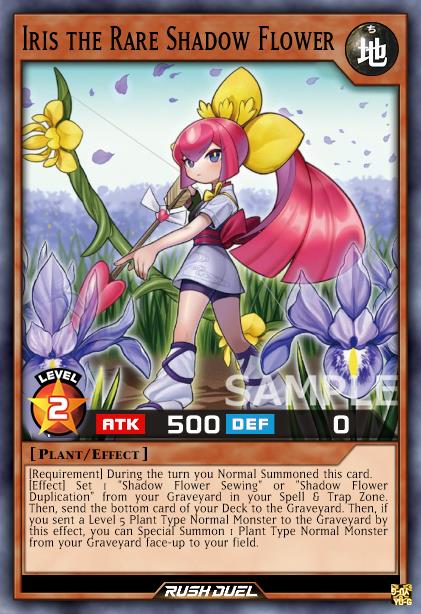 Iris the Rare Shadow Flower
ち
地
SAMPLE
LEVEL
2
ATK 500 DEF 0
[Plant/Effect]
[Requirement] During the turn you Normal Summoned this card.
[Effect] Set 1 "Shadow Flower Sewing" or "Shadow Flower
Duplication" from your Graveyard in your Spell & Trap Zone.
Then, send the bottom card of your Deck to the Graveyard. Then, if
you sent a Level 5 Plant Type Normal Monster to the Graveyard by
this effect, you can Special Summon 1 Plant Type Normal Monster
from your Graveyard face-up to your field.
RUSH DUEL